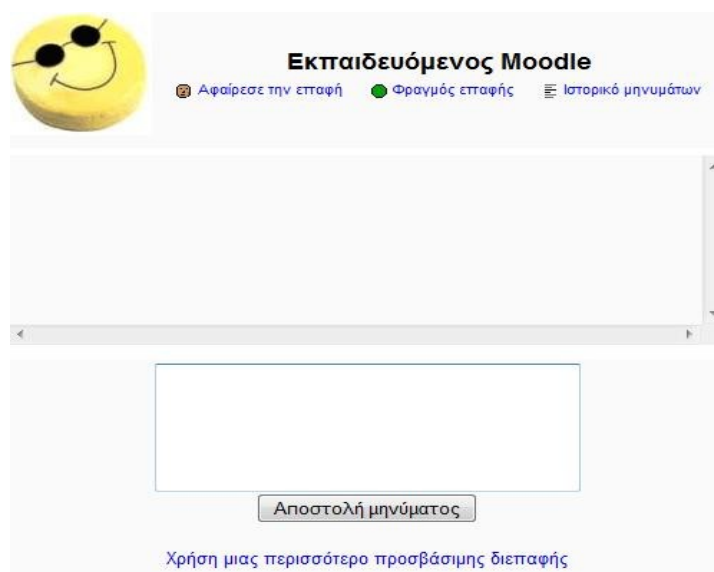 Εκπαιδευόμενος Moodle
Αφαίρεσε την επαφή Φραγμός επαφής Ιστορικό μηνυμάτων
Αποστολή μηνύματος
Χρήση μιας περισσότερο προσβάσιμης διεπαφής